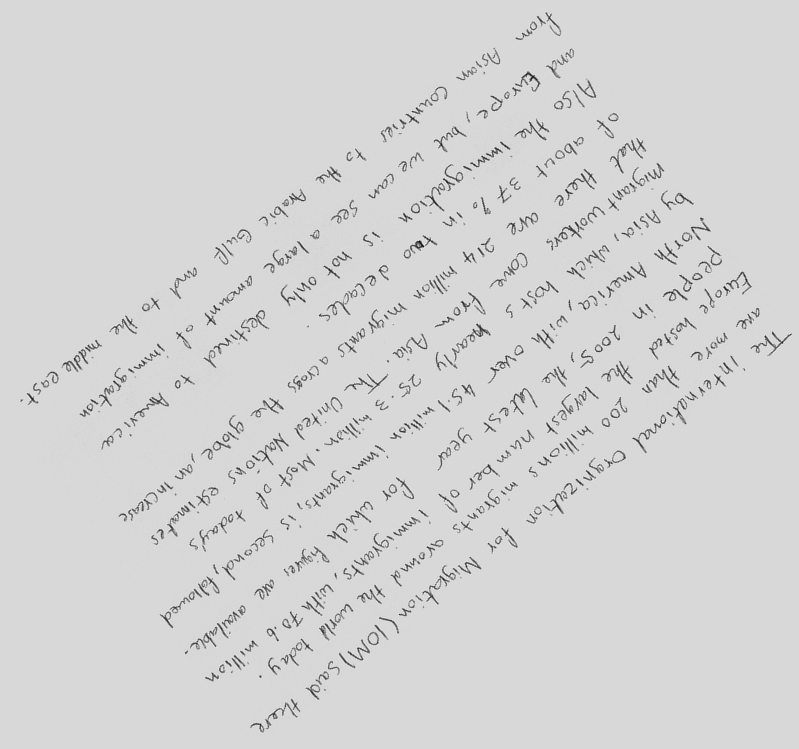 The international orgnization for Migration (IOM) said there
are more than 200 millions migrants around the world today.
Europe hosted the largest number of immigrants, with 70.6 million
people in 2005, the latest year for which figures are available.
North America, with over 45.1 million immigrants, is second, followed
by Asia, which hosts nearly 25.3 million. Most of today's
migrant workers come from Asia. The United Nations estimates
that there are 214 million migrants across the globe, an increase
of about 37% in two decades.
Also the immigration is not only destined to America
and Europe, but we can see a large amount of immigration
from Asian countries to the Arabic Gulf and to the middle east.